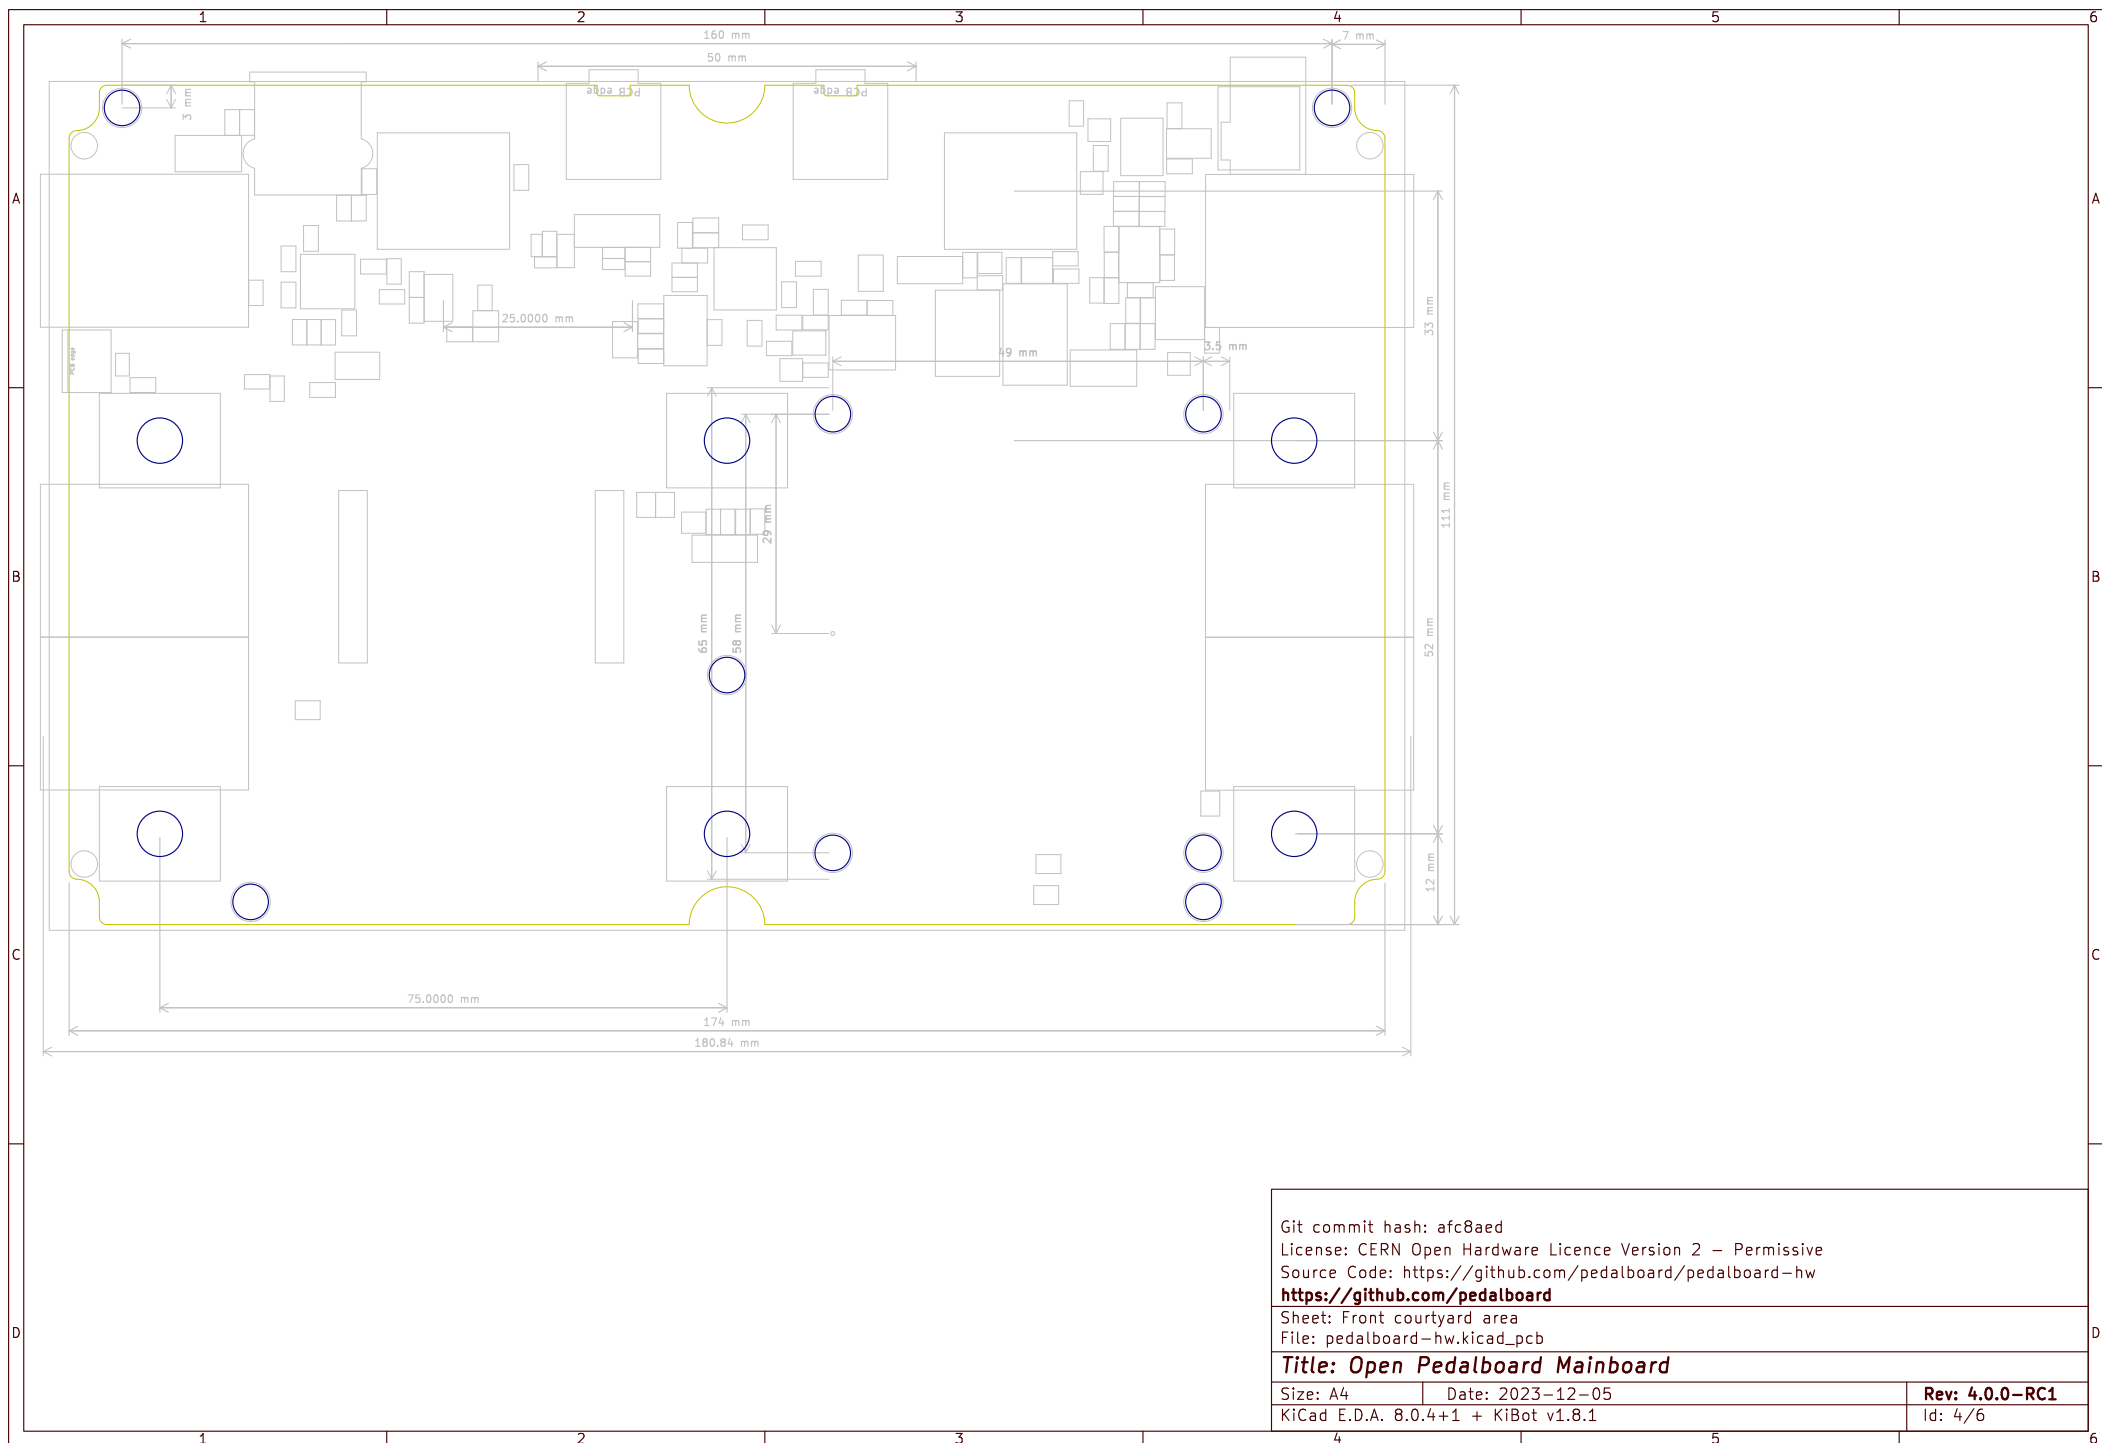 1 2 3 4 5 6
160 mm
7 mm
50 mm
PCB edge
PCB edge
3 mm
A
A
25.0000 mm
33 mm
49 mm
3.5 mm
PCB edge
111 mm
29 mm
B
B
65 mm
58 mm
52 mm
12 mm
C
C
75.0000 mm
174 mm
180.84 mm
Git commit hash: afc8aed
License: CERN Open Hardware Licence Version 2 – Permissive
Source Code: https://github.com/pedalboard/pedalboard-hw
https://github.com/pedalboard
Sheet: Front courtyard area
File: pedalboard-hw.kicad_pcb
D
D
Title: Open Pedalboard Mainboard
Size: A4 Date: 2023-12-05 Rev: 4.0.0-RC1
KiCad E.D.A. 8.0.4+1 + KiBot v1.8.1 Id: 4/6
1 2 3 4 5 6